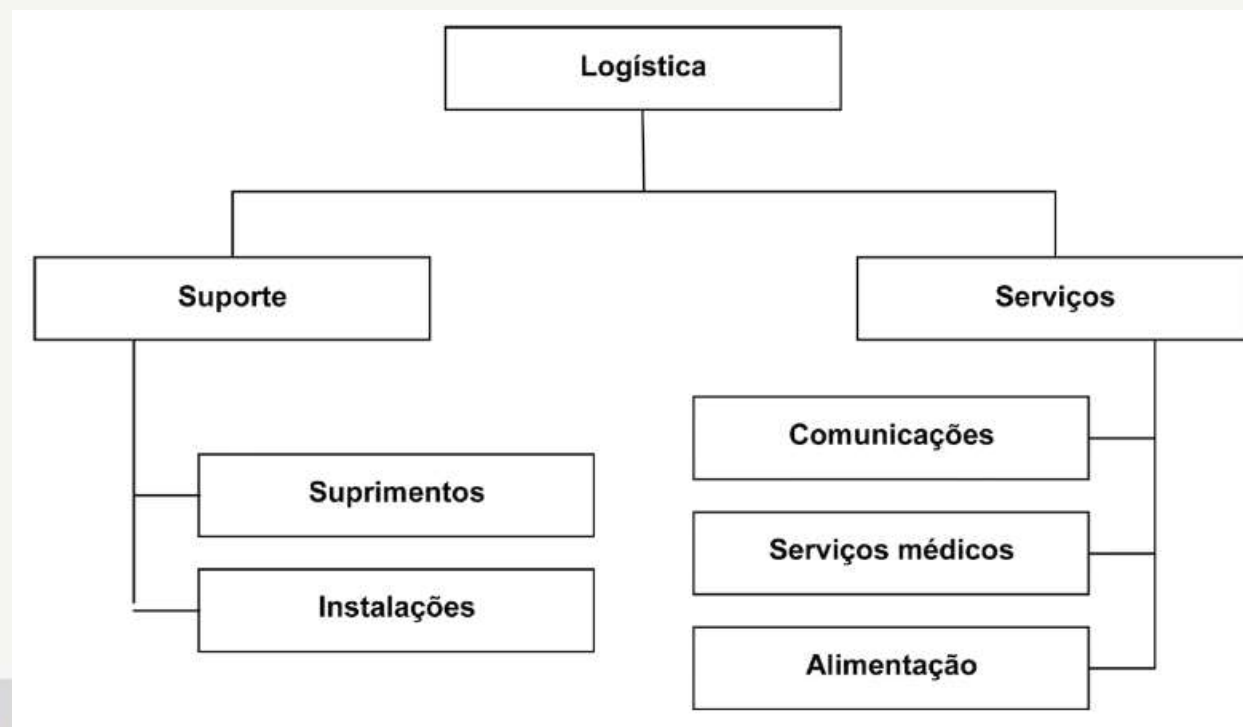 Logística
Suporte
Serviços
Comunicações
Suprimentos
Serviços médicos
Instalações
Alimentação